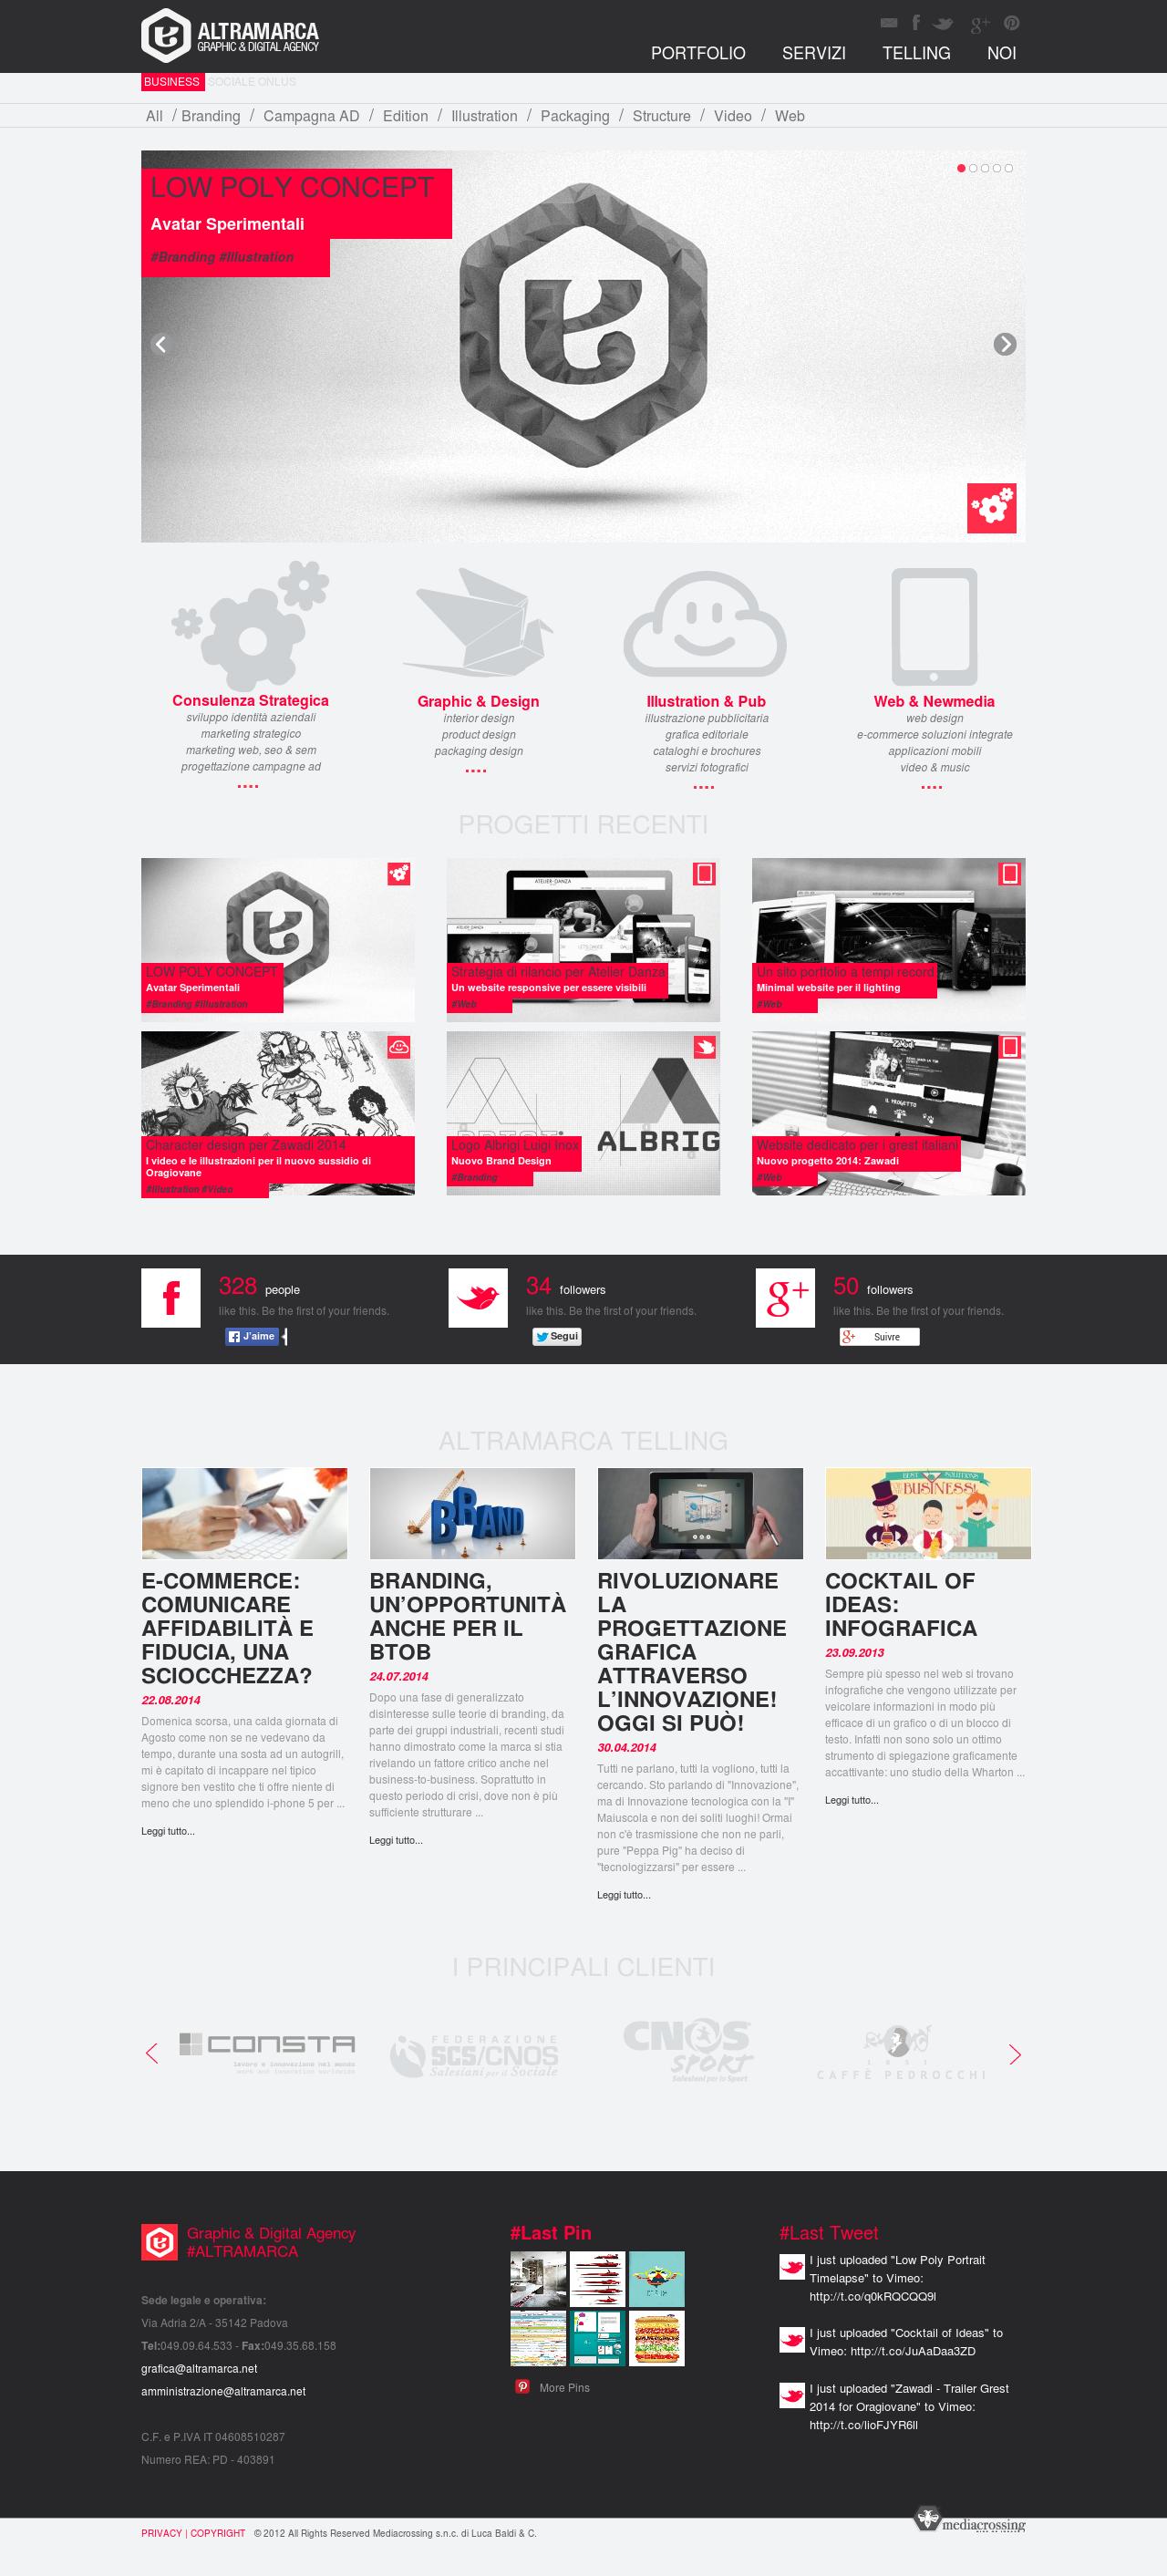 ALTRAMARCA
GRAPHIC & DIGITAL AGENCY
PORTFOLIO SERVIZI TELLING NOI
BUSINESS SOCIALE ONLUS
All / Branding / Campagna AD / Edition / Illustration / Packaging / Structure / Video / Web
LOW POLY CONCEPT
Avatar Sperimentali
#Branding #Illustration
Consulenza Strategica
sviluppo identità aziendali
marketing strategico
marketing web, seo & sem
progettazione campagne ad
Graphic & Design
interior design
product design
packaging design
Illustration & Pub
illustrazione pubblicitaria
grafica editoriale
cataloghi e brochures
servizi fotografici
Web & Newmedia
web design
e-commerce soluzioni integrate
applicazioni mobili
video & music
PROGETTI RECENTI
LOW POLY CONCEPT
Avatar Sperimentali
#Branding #Illustration
ATELIER-DANZA
Strategia di rilancio per Atelier Danza
Un website responsive per essere visibili
#Web
Un sito portfolio a tempi record
Minimal website per il lighting
#Web
Character design per Zawadi 2014
I video e le illustrazioni per il nuovo sussidio di
Oragiovane
#Illustration #Video
ALBRIG
Logo Albrigi Luigi Inox
Nuovo Brand Design
#Branding
IL PROGETTO
Website dedicato per i grest italiani
Nuovo progetto 2014: Zawadi
#Web
328 people
like this. Be the first of your friends.
J'aime
34 followers
like this. Be the first of your friends.
Segui
50 followers
like this. Be the first of your friends.
Suivre
ALTRAMARCA TELLING
E-COMMERCE:
COMUNICARE
AFFIDABILITÀ E
FIDUCIA, UNA
SCIOCCHEZZA?
22.08.2014
Domenica scorsa, una calda giornata di
Agosto come non se ne vedevano da
tempo, durante una sosta ad un autogrill,
mi è capitato di incappare nel tipico
signore ben vestito che ti offre niente di
meno che uno splendido i-phone 5 per ...
Leggi tutto...
BRAND
BRANDING,
UN’OPPORTUNITÀ
ANCHE PER IL
BTOB
24.07.2014
Dopo una fase di generalizzato
disinteresse sulle teorie di branding, da
parte dei gruppi industriali, recenti studi
hanno dimostrato come la marca si stia
rivelando un fattore critico anche nel
business-to-business. Soprattutto in
questo periodo di crisi, dove non è più
sufficiente strutturare ...
Leggi tutto...
RIVOLUZIONARE
LA
PROGETTAZIONE
GRAFICA
ATTRAVERSO
L’INNOVAZIONE!
OGGI SI PUÒ!
30.04.2014
Tutti ne parlano, tutti la vogliono, tutti la
cercando. Sto parlando di "Innovazione",
ma di Innovazione tecnologica con la "I"
Maiuscola e non dei soliti luoghi! Ormai
non c'è trasmissione che non ne parli,
pure "Peppa Pig" ha deciso di
"tecnologizzarsi" per essere ...
Leggi tutto...
BEST SOLUTIONS
BUSINESS!
COCKTAIL OF
IDEAS:
INFOGRAFICA
23.09.2013
Sempre più spesso nel web si trovano
infografiche che vengono utilizzate per
veicolare informazioni in modo più
efficace di un grafico o di un blocco di
testo. Infatti non sono solo un ottimo
strumento di spiegazione graficamente
accattivante: uno studio della Wharton ...
Leggi tutto...
I PRINCIPALI CLIENTI
CONSTA
lavoro e innovazione nel mondo
work and innovation worldwide
FEDERAZIONE
SCS/CNOS
Salesiani per il Sociale
CNOS
SPORT
Salesiani per lo Sport
1831
CAFFÈ PEDROCCHI
Graphic & Digital Agency
#ALTRAMARCA
Sede legale e operativa:
Via Adria 2/A - 35142 Padova
Tel:049.09.64.533 - Fax:049.35.68.158
grafica@altramarca.net
amministrazione@altramarca.net
C.F. e P.IVA IT 04608510287
Numero REA: PD - 403891
#Last Pin
More Pins
#Last Tweet
I just uploaded "Low Poly Portrait
Timelapse" to Vimeo:
http://t.co/q0kRQCQQ9l
I just uploaded "Cocktail of Ideas" to
Vimeo: http://t.co/JuAaDaa3ZD
I just uploaded "Zawadi - Trailer Grest
2014 for Oragiovane" to Vimeo:
http://t.co/lioFJYR6ll
PRIVACY | COPYRIGHT © 2012 All Rights Reserved Mediacrossing s.n.c. di Luca Baldi & C.
mediacrossing